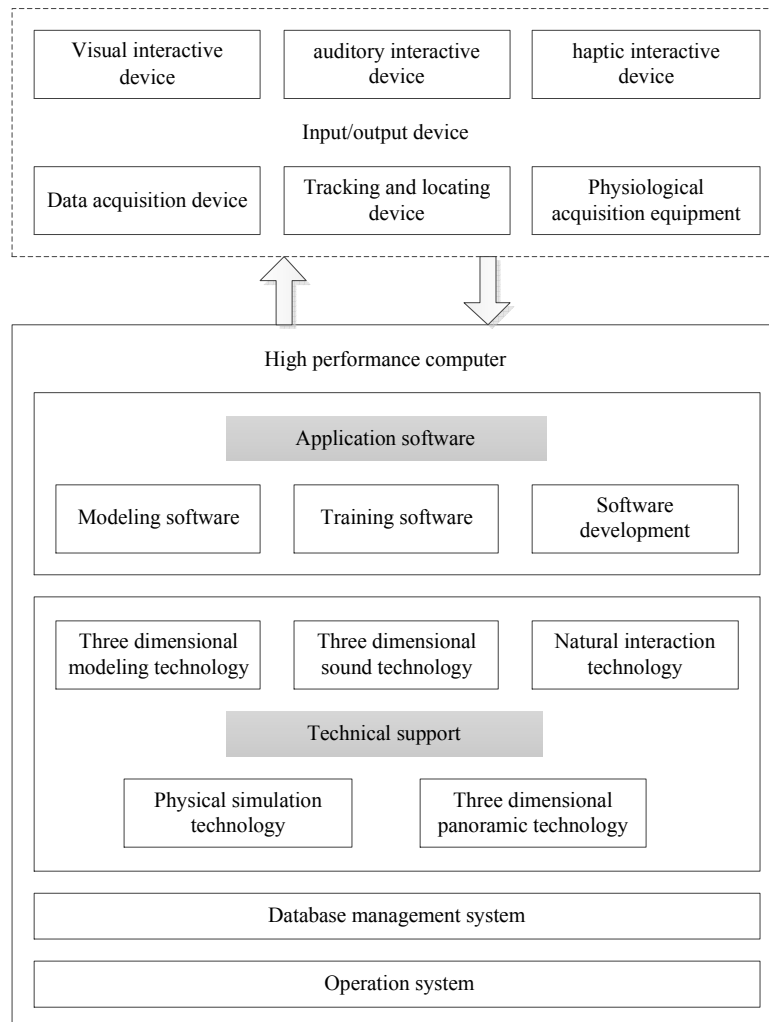 Visual interactive
device
auditory interactive
device
haptic interactive
device
Input/output device
Data acquisition device
Tracking and locating
device
Physiological
acquisition equipment
High performance computer
Application software
Modeling software
Training software
Software
development
Three dimensional
modeling technology
Three dimensional
sound technology
Natural interaction
technology
Technical support
Physical simulation
technology
Three dimensional
panoramic technology
Database management system
Operation system